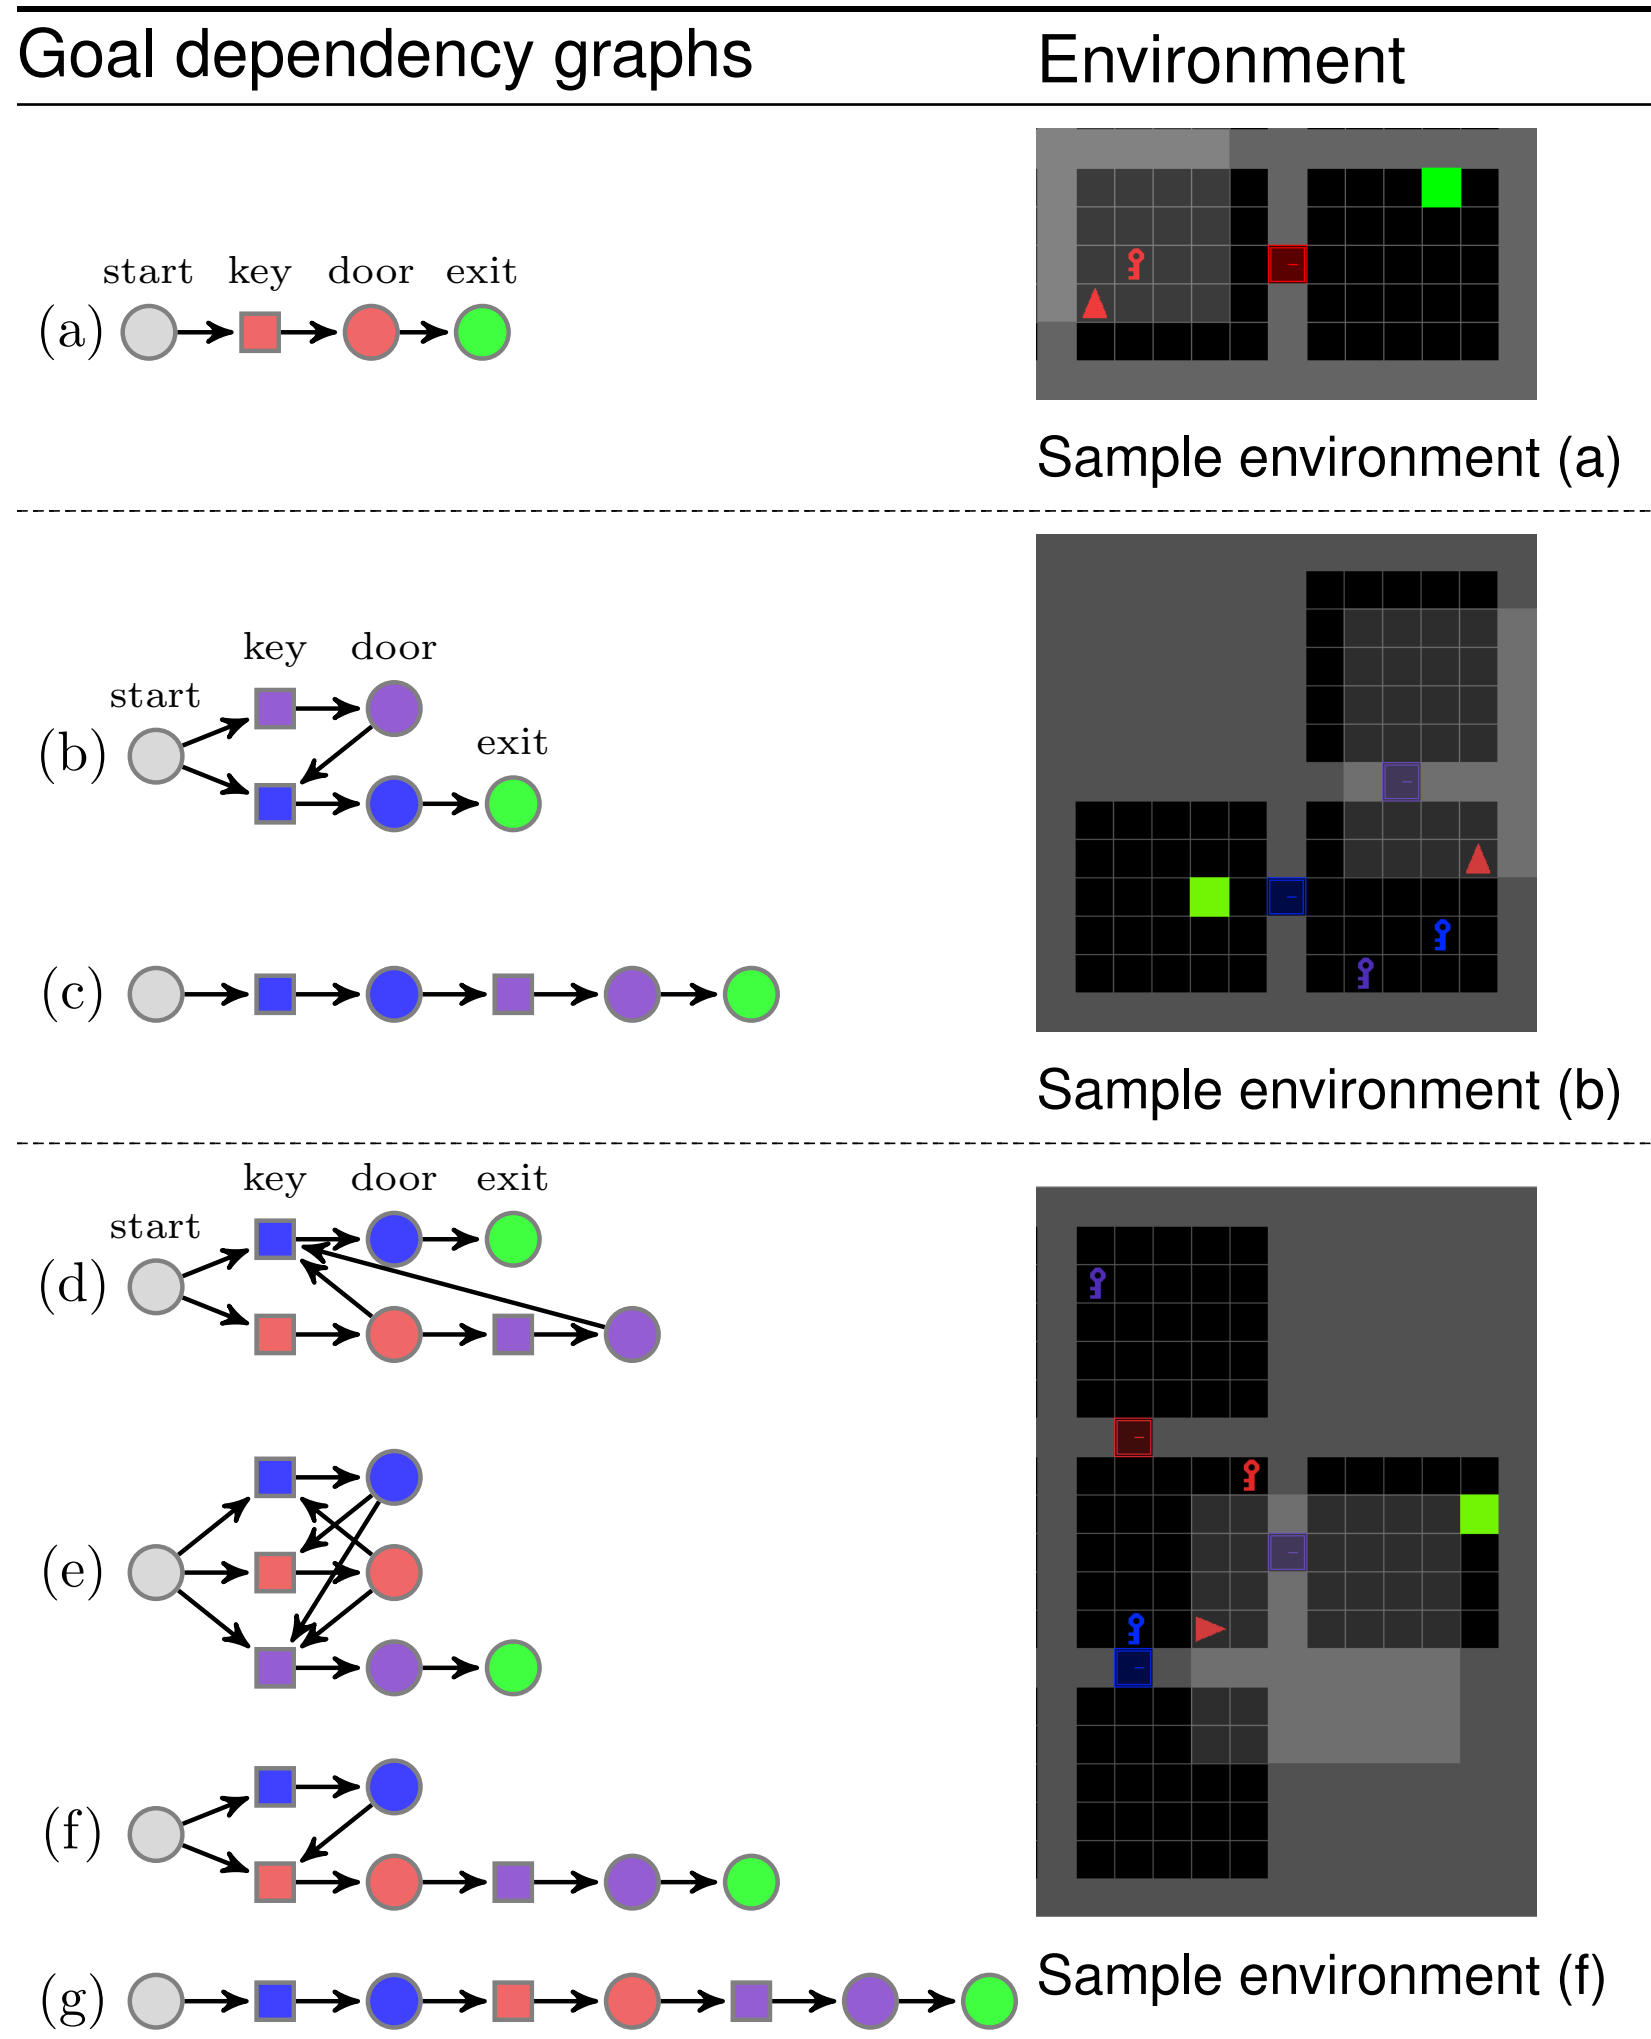 Goal dependency graphs Environment
start key door exit
(a)
Sample environment (a)
key door
start
exit
(b)
(c)
Sample environment (b)
key door exit
start
(d)
(e)
(f)
(g)
Sample environment (f)